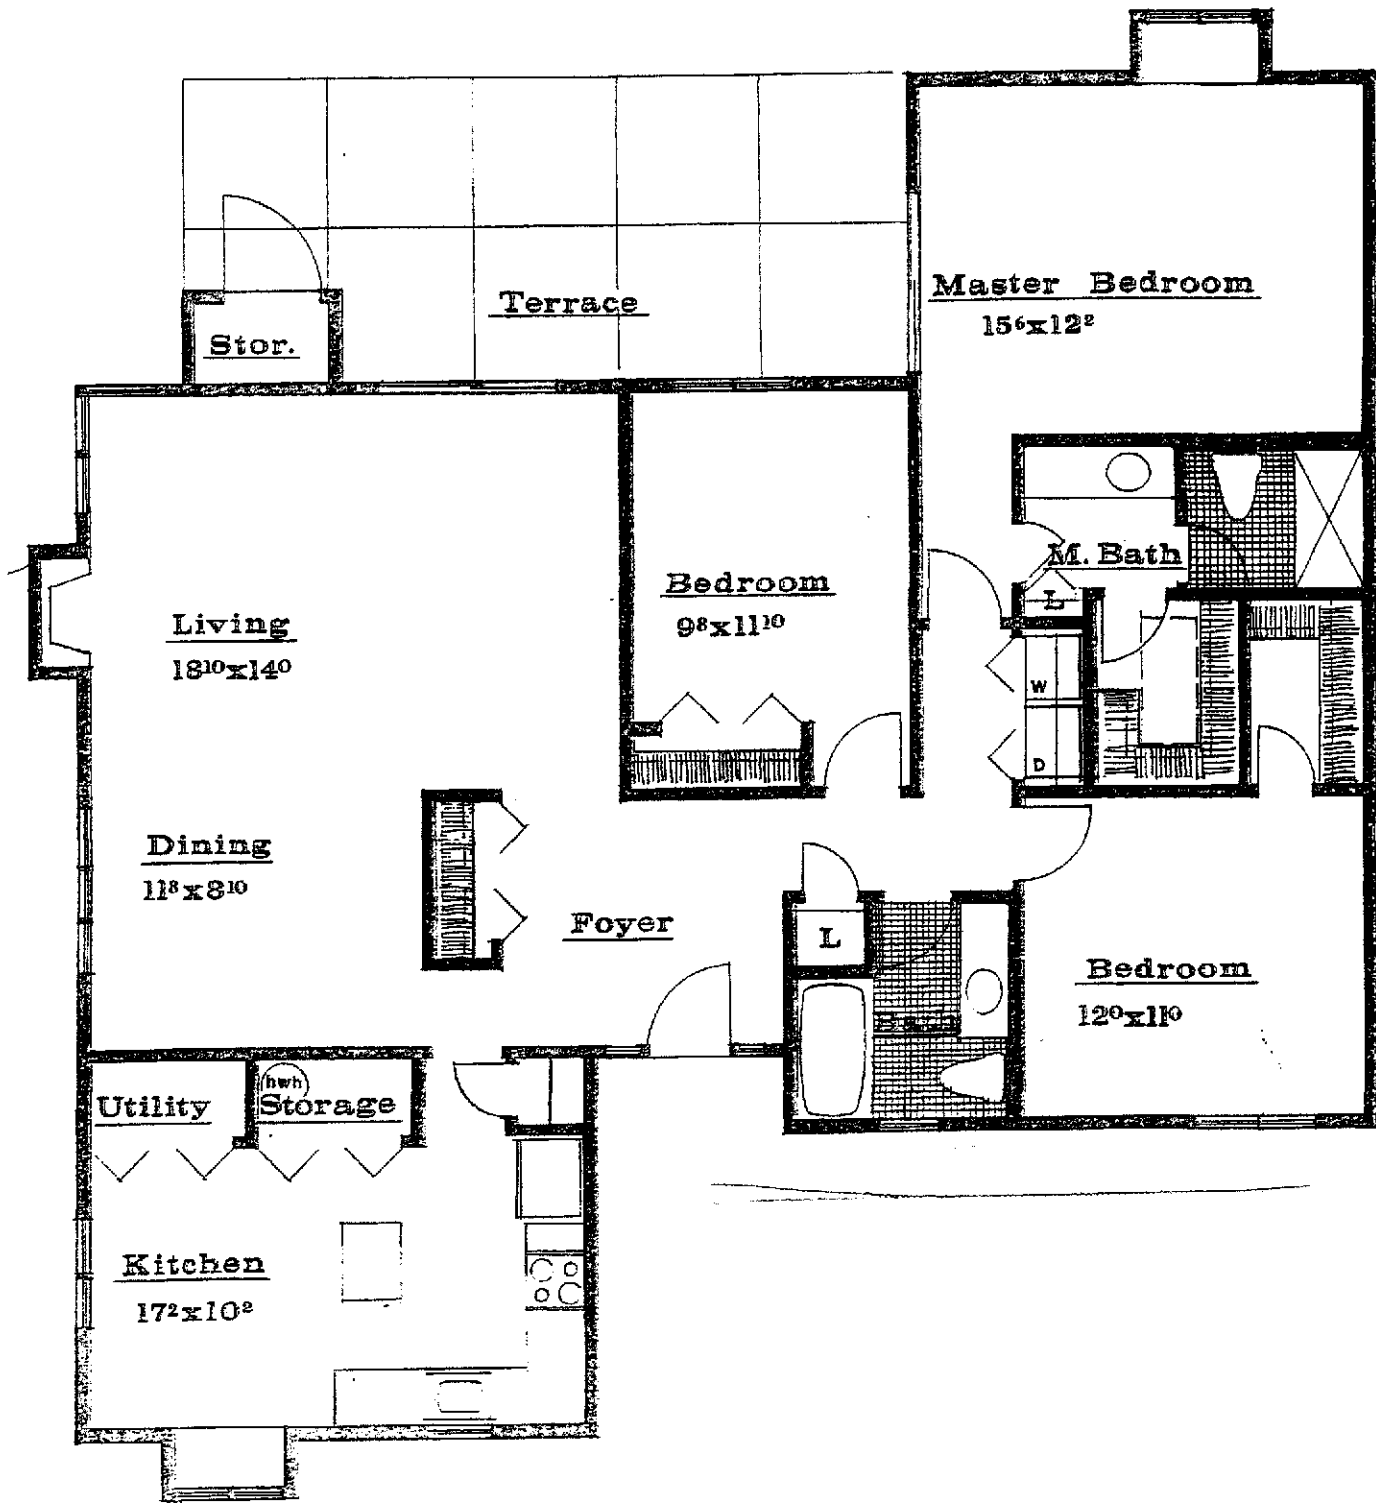 Terrace
Stor.
Master Bedroom
15⁶x12²
M. Bath
L
Bedroom
9⁸x11¹⁰
Living
18¹⁰x14⁰
W
D
Dining
11⁸x8¹⁰
Foyer
L
Bedroom
12⁰x11⁰
Bath
hwh
Utility
Storage
Kitchen
17²x10²